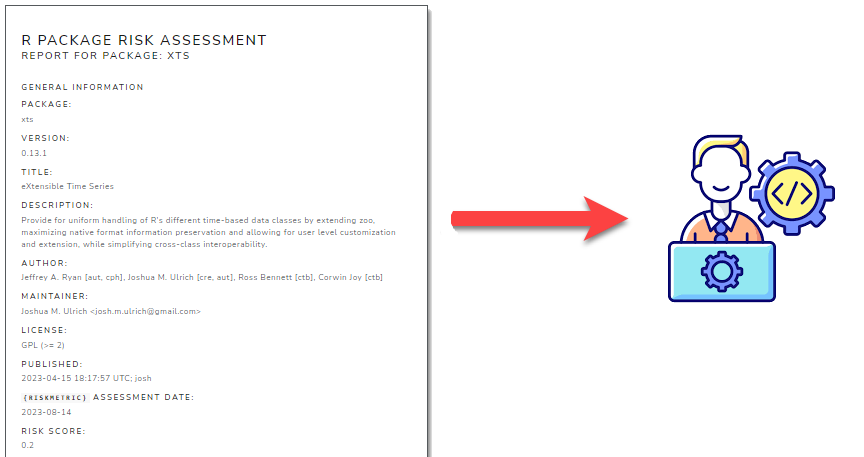 R PACKAGE RISK ASSESSMENT
REPORT FOR PACKAGE: XTS
GENERAL INFORMATION
PACKAGE:
xts
VERSION:
0.13.1
TITLE:
eXtensible Time Series
DESCRIPTION:
Provide for uniform handling of R's different time-based data classes by extending zoo,
maximizing native format information preservation and allowing for user level customization
and extension, while simplifying cross-class interoperability.
AUTHOR:
Jeffrey A. Ryan [aut, cph], Joshua M. Ulrich [cre, aut], Ross Bennett [ctb], Corwin Joy [ctb]
MAINTAINER:
Joshua M. Ulrich <josh.m.ulrich@gmail.com>
LICENSE:
GPL (>= 2)
PUBLISHED:
2023-04-15 18:17:57 UTC; josh
{RISKMETRIC} ASSESSMENT DATE:
2023-08-14
RISK SCORE:
0.2
</>